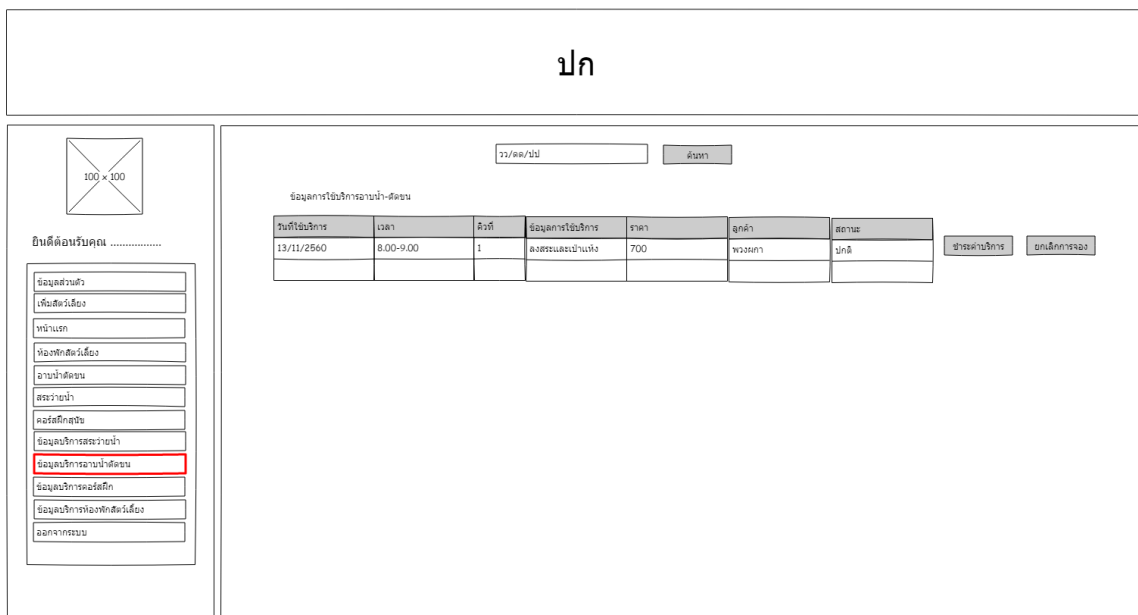 ปก
100 x 100
ยินดีต้อนรับคุณ .................
ข้อมูลส่วนตัว
เพิ่มสัตว์เลี้ยง
หน้าแรก
ห้องพักสัตว์เลี้ยง
อาบน้ำตัดขน
สระว่ายน้ำ
คอร์สฝึกสุนัข
ข้อมูลบริการสระว่ายน้ำ
ข้อมูลบริการอาบน้ำตัดขน
ข้อมูลบริการคอร์สฝึก
ข้อมูลบริการห้องพักสัตว์เลี้ยง
ออกจากระบบ
วว/ดด/ปป ค้นหา
ข้อมูลการใช้บริการอาบน้ำ-ตัดขน
วันที่ใช้บริการ เวลา คิวที่ ข้อมูลการใช้บริการ ราคา ลูกค้า สถานะ
13/11/2560 8.00-9.00 1 ลงสระและเป่าแห้ง 700 พวงผกา ปกติ ชำระค่าบริการ ยกเลิกการจอง